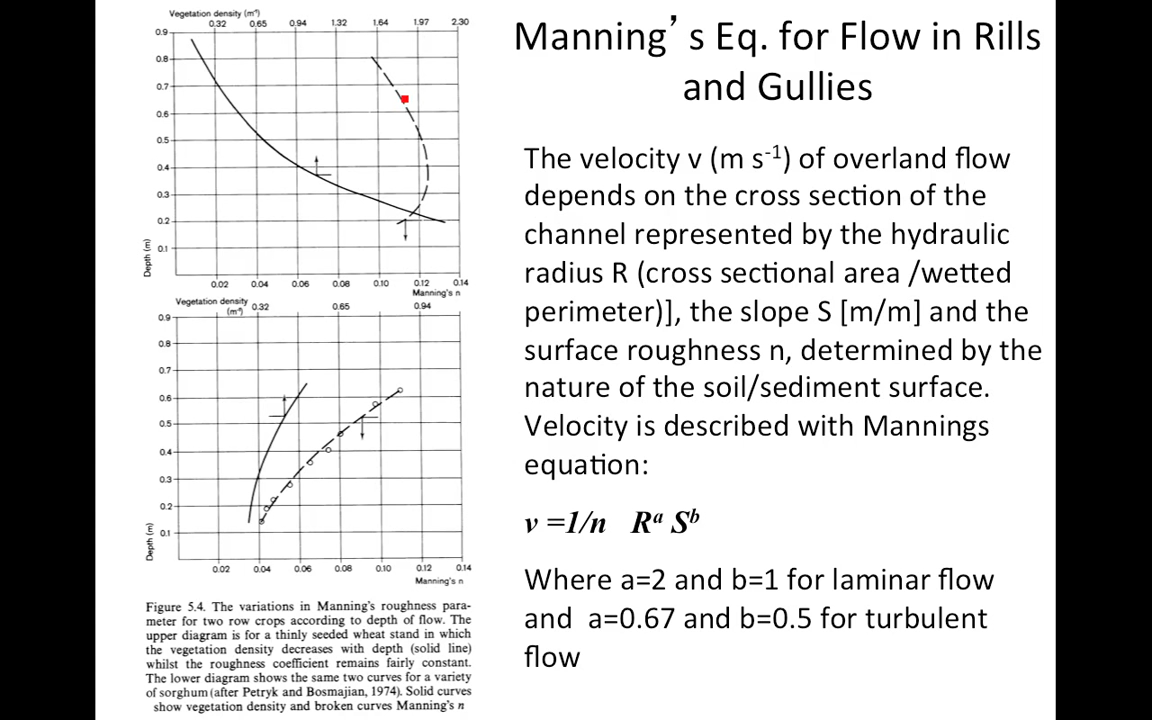 Vegetation density (m⁻¹)
0.32 0.65 0.94 1.32 1.64 1.97 2.30
0.9
0.8
0.7
0.6
0.5
0.4
0.3
0.2
0.1
Depth (m)
0.02 0.04 0.06 0.08 0.10 0.12 0.14
Manning's n
Vegetation density
(m⁻¹) 0.32 0.65 0.94
0.9
0.8
0.7
0.6
0.5
0.4
0.3
0.2
0.1
Depth (m)
0.02 0.04 0.06 0.08 0.10 0.12 0.14
Manning's n
Figure 5.4. The variations in Manning's roughness para-
meter for two row crops according to depth of flow. The
upper diagram is for a thinly seeded wheat stand in which
the vegetation density decreases with depth (solid line)
whilst the roughness coefficient remains fairly constant.
The lower diagram shows the same two curves for a variety
of sorghum (after Petryk and Bosmajian, 1974). Solid curves
show vegetation density and broken curves Manning's n
Manning's Eq. for Flow in Rills
and Gullies
The velocity v (m s⁻¹) of overland flow
depends on the cross section of the
channel represented by the hydraulic
radius R (cross sectional area /wetted
perimeter)], the slope S [m/m] and the
surface roughness n, determined by the
nature of the soil/sediment surface.
Velocity is described with Mannings
equation:
v =1/n Rᵃ Sᵇ
Where a=2 and b=1 for laminar flow
and a=0.67 and b=0.5 for turbulent
flow